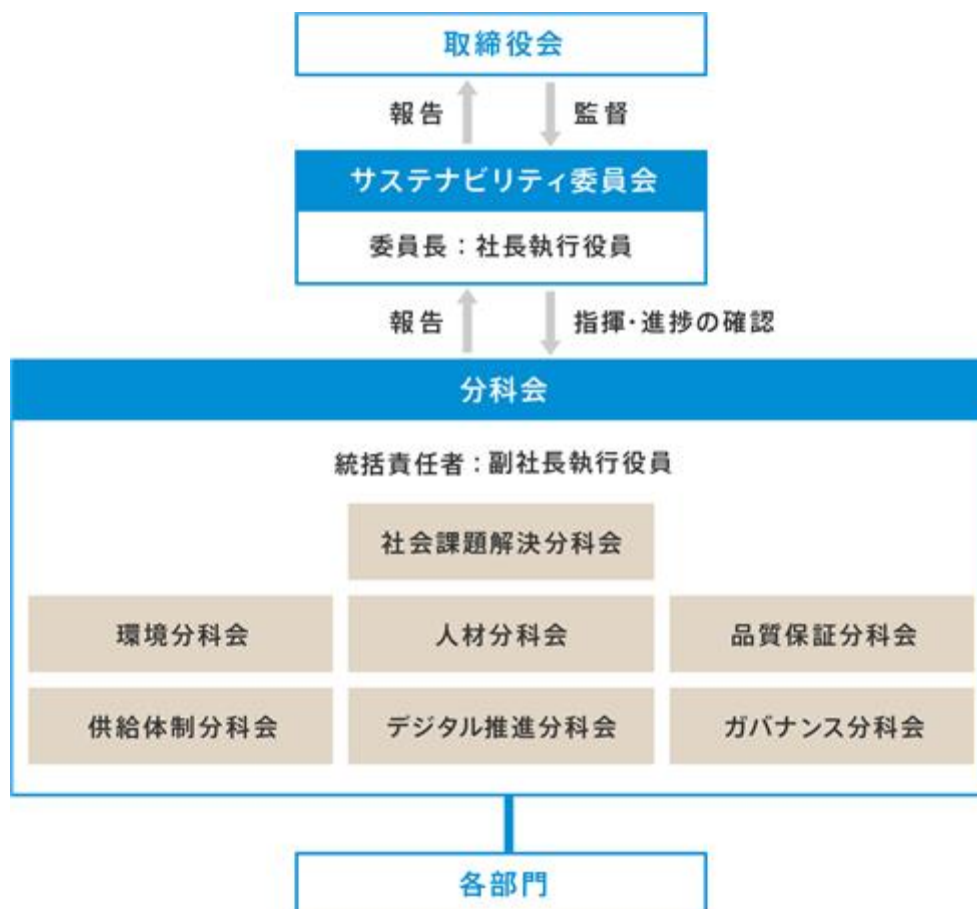 取締役会
報告 監督
サステナビリティ委員会
委員長：社長執行役員
報告 指揮・進捗の確認
分科会
統括責任者：副社長執行役員
社会課題解決分科会
環境分科会 人材分科会 品質保証分科会
供給体制分科会 デジタル推進分科会 ガバナンス分科会
各部門